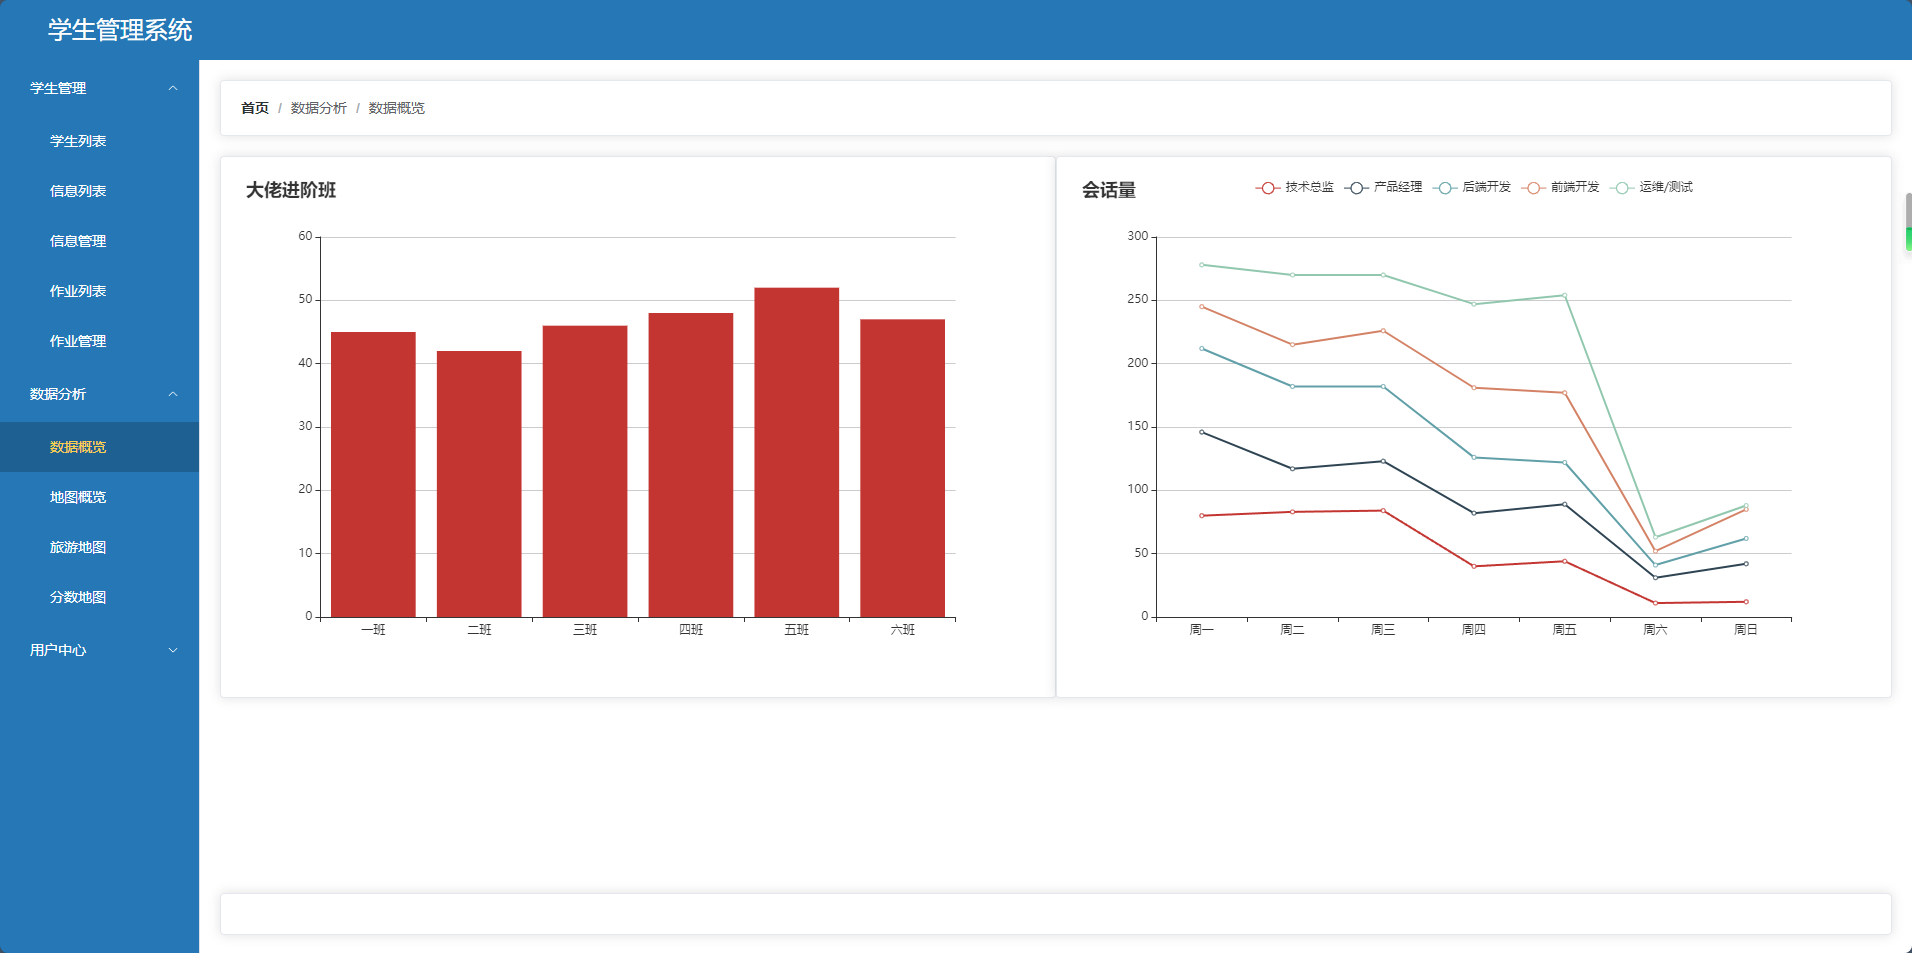 学生管理系统
学生管理
学生列表
信息列表
信息管理
作业列表
作业管理
数据分析
数据概览
地图概览
旅游地图
分数地图
用户中心
首页 / 数据分析 / 数据概览
大佬进阶班
60
50
40
30
20
10
0
一班 二班 三班 四班 五班 六班
会话量
技术总监 产品经理 后端开发 前端开发 运维/测试
300
250
200
150
100
50
0
周一 周二 周三 周四 周五 周六 周日